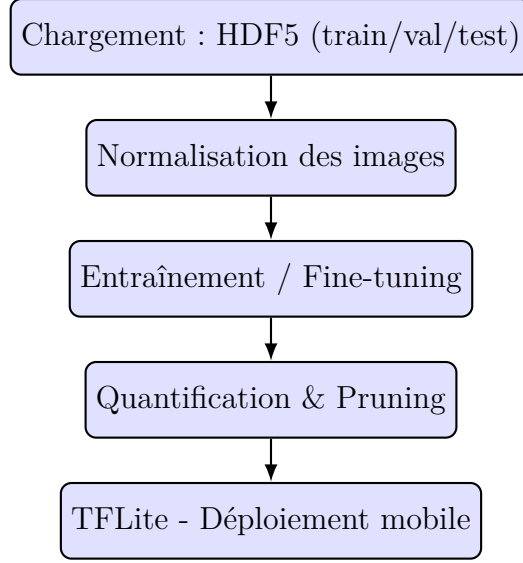 Chargement : HDF5 (train/val/test)
Normalisation des images
Entraînement / Fine-tuning
Quantification & Pruning
TFLite - Déploiement mobile